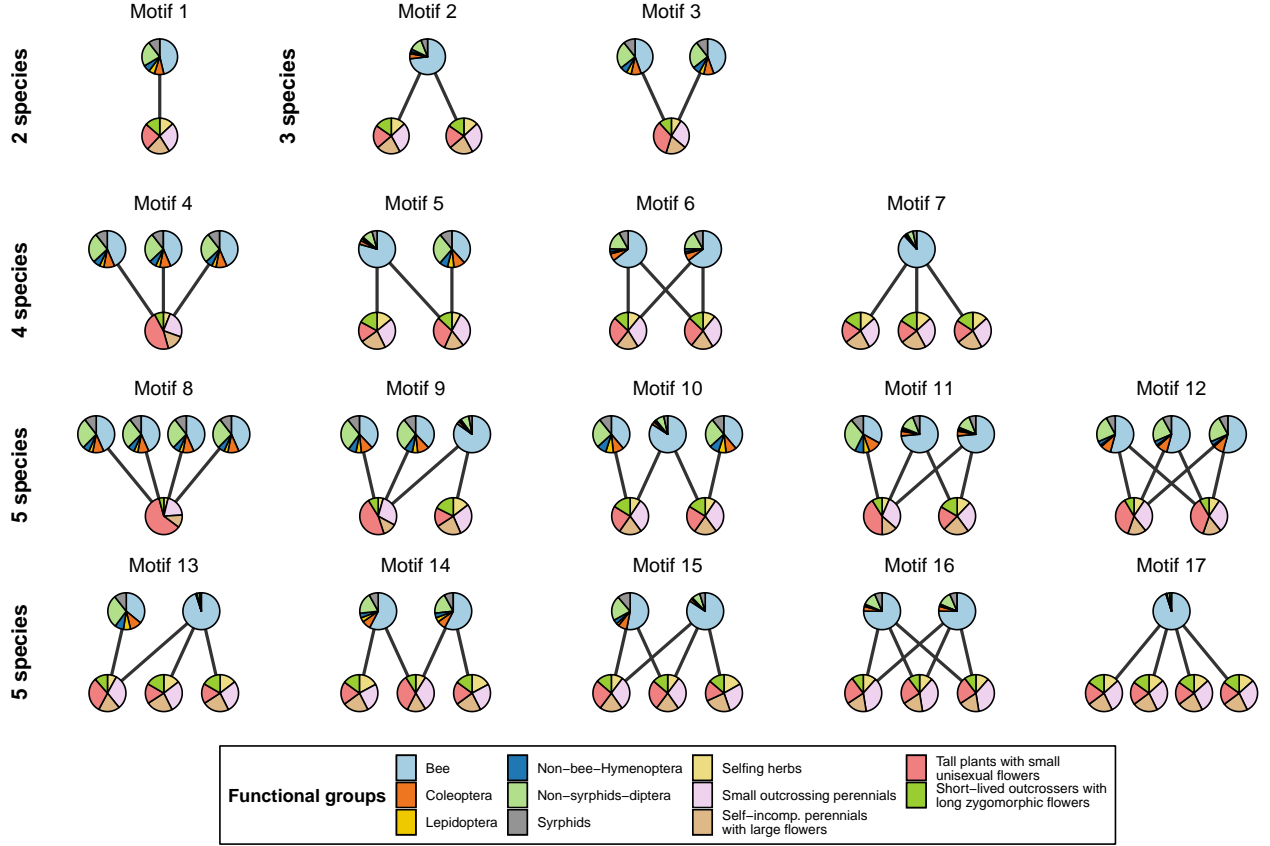 Motif 1
Motif 2
Motif 3
2 species
3 species
Motif 4
Motif 5
Motif 6
Motif 7
4 species
Motif 8
Motif 9
Motif 10
Motif 11
Motif 12
5 species
Motif 13
Motif 14
Motif 15
Motif 16
Motif 17
5 species
Functional groups
Bee
Coleoptera
Lepidoptera
Non−bee−Hymenoptera
Non−syrphids−diptera
Syrphids
Selfing herbs
Small outcrossing perennials
Self−incomp. perennials
with large flowers
Tall plants with small
unisexual flowers
Short−lived outcrossers with
long zygomorphic flowers